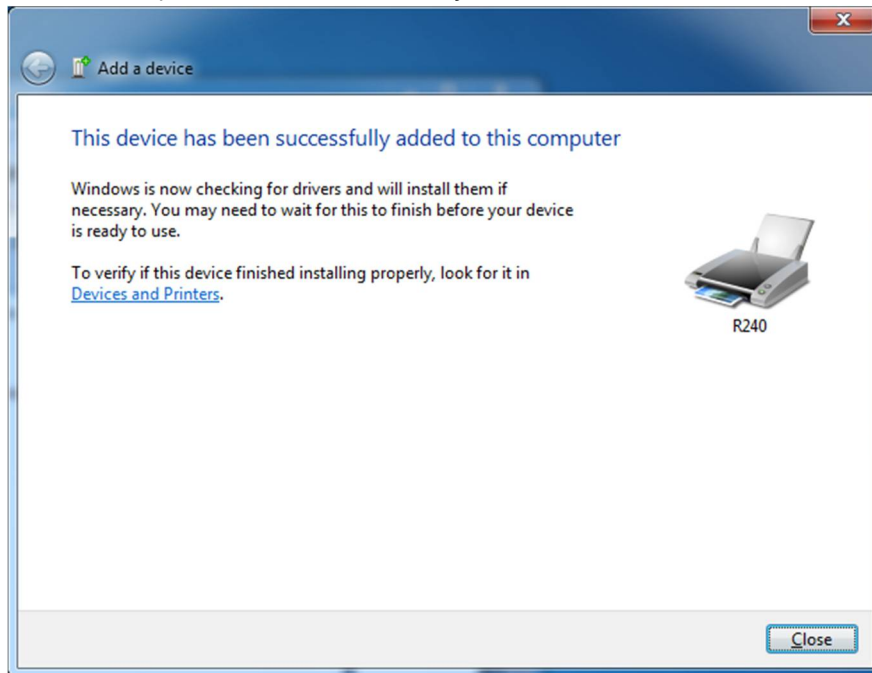 Add a device
This device has been successfully added to this computer
Windows is now checking for drivers and will install them if
necessary. You may need to wait for this to finish before your device
is ready to use.
To verify if this device finished installing properly, look for it in
Devices and Printers.
R240
Close